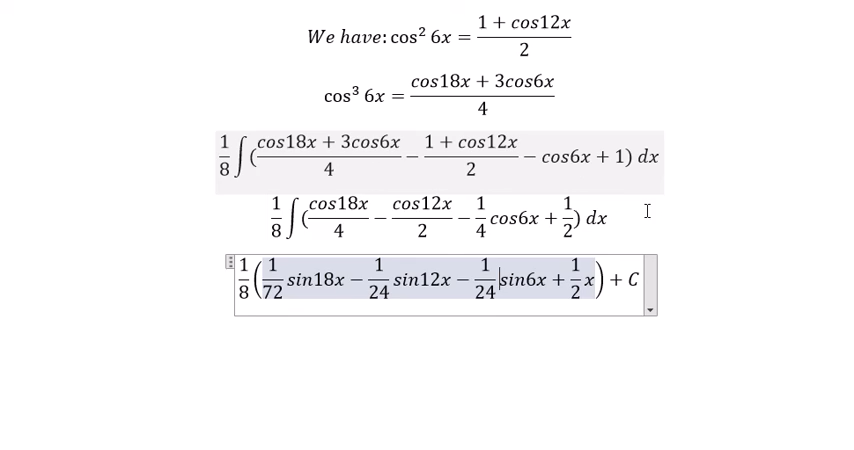 We have: cos² 6x = (1 + cos12x)/2
cos³ 6x = (cos18x + 3cos6x)/4
1/8 ∫ ((cos18x + 3cos6x)/4 − (1 + cos12x)/2 − cos6x + 1) dx
1/8 ∫ (cos18x/4 − cos12x/2 − 1/4 cos6x + 1/2) dx
1/8 (1/72 sin18x − 1/24 sin12x − 1/24 sin6x + 1/2 x) + C